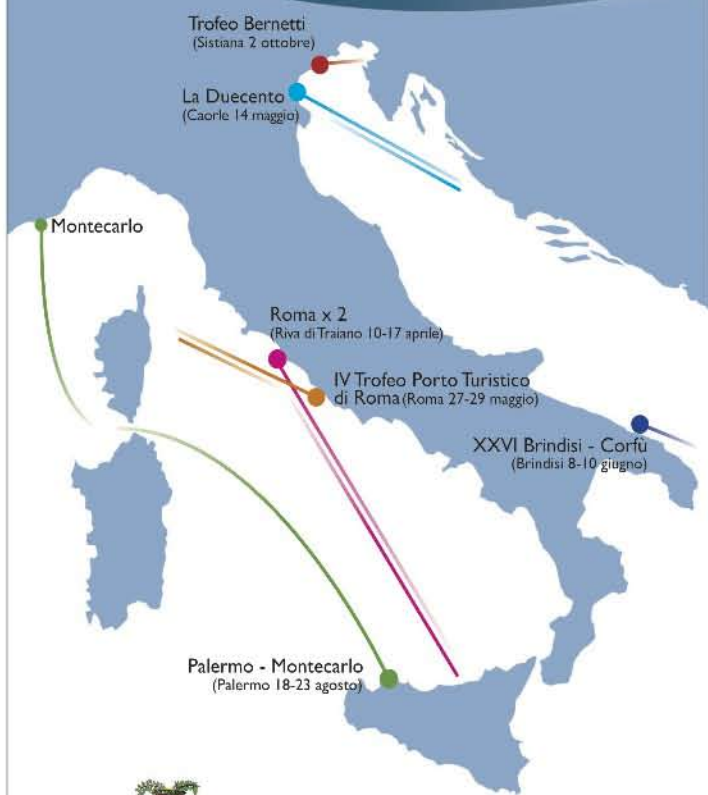 Trofeo Bernetti
(Sistiana 2 ottobre)
La Duecento
(Caorle 14 maggio)
Montecarlo
Roma x 2
(Riva di Traiano 10-17 aprile)
IV Trofeo Porto Turistico
di Roma (Roma 27-29 maggio)
XXVI Brindisi - Corfù
(Brindisi 8-10 giugno)
Palermo - Montecarlo
(Palermo 18-23 agosto)